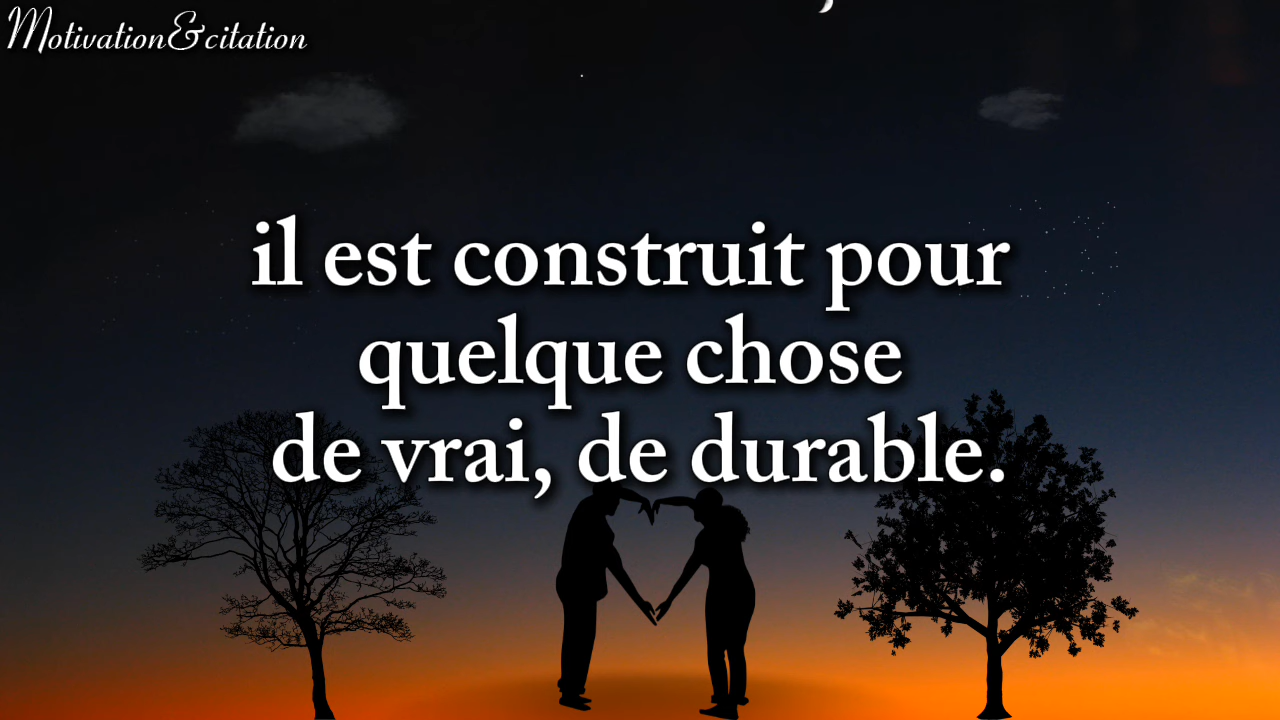 Motivation&citation
il est construit pour
quelque chose
de vrai, de durable.